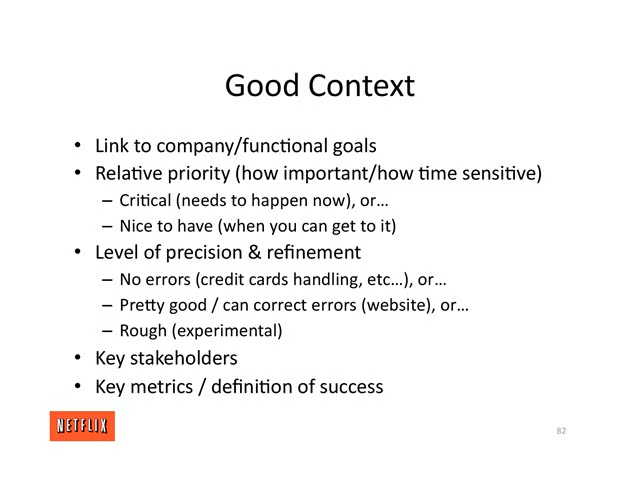 Good Context
• Link to company/functional goals
• Relative priority (how important/how time sensitive)
– Critical (needs to happen now), or…
– Nice to have (when you can get to it)
• Level of precision & refinement
– No errors (credit cards handling, etc…), or…
– Pretty good / can correct errors (website), or…
– Rough (experimental)
• Key stakeholders
• Key metrics / definition of success
NETFLIX
82